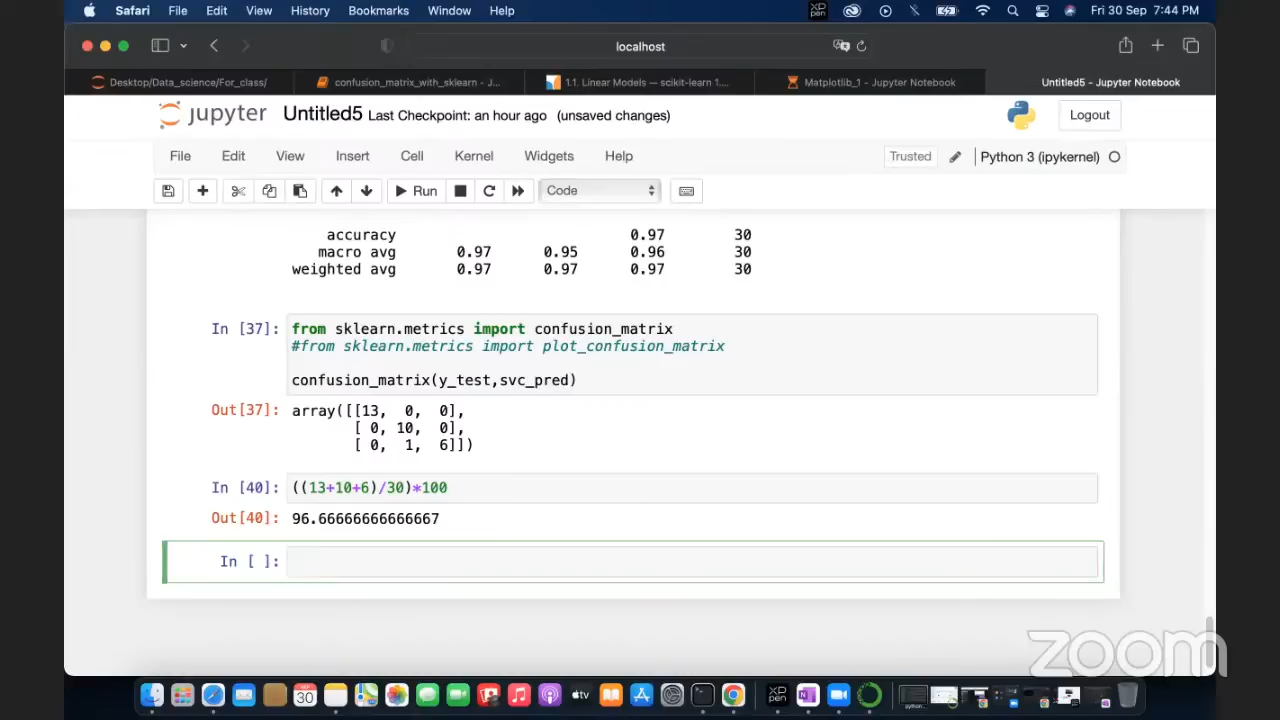 Safari File Edit View History Bookmarks Window Help XP PEN Fri 30 Sep 7:44 PM
localhost
Desktop/Data_science/For_class/ confusion_matrix_with_sklearn - J... 1.1. Linear Models — scikit-learn 1.... Matplotlib_1 - Jupyter Notebook Untitled5 - Jupyter Notebook
jupyter Untitled5 Last Checkpoint: an hour ago (unsaved changes) Logout
File Edit View Insert Cell Kernel Widgets Help Trusted Python 3 (ipykernel)
Run Code
accuracy 0.97 30
macro avg 0.97 0.95 0.96 30
weighted avg 0.97 0.97 0.97 30
In [37]: from sklearn.metrics import confusion_matrix
#from sklearn.metrics import plot_confusion_matrix
confusion_matrix(y_test,svc_pred)
Out[37]: array([[13, 0, 0],
[ 0, 10, 0],
[ 0, 1, 6]])
In [40]: ((13+10+6)/30)*100
Out[40]: 96.66666666666667
In [ ]:
zoom